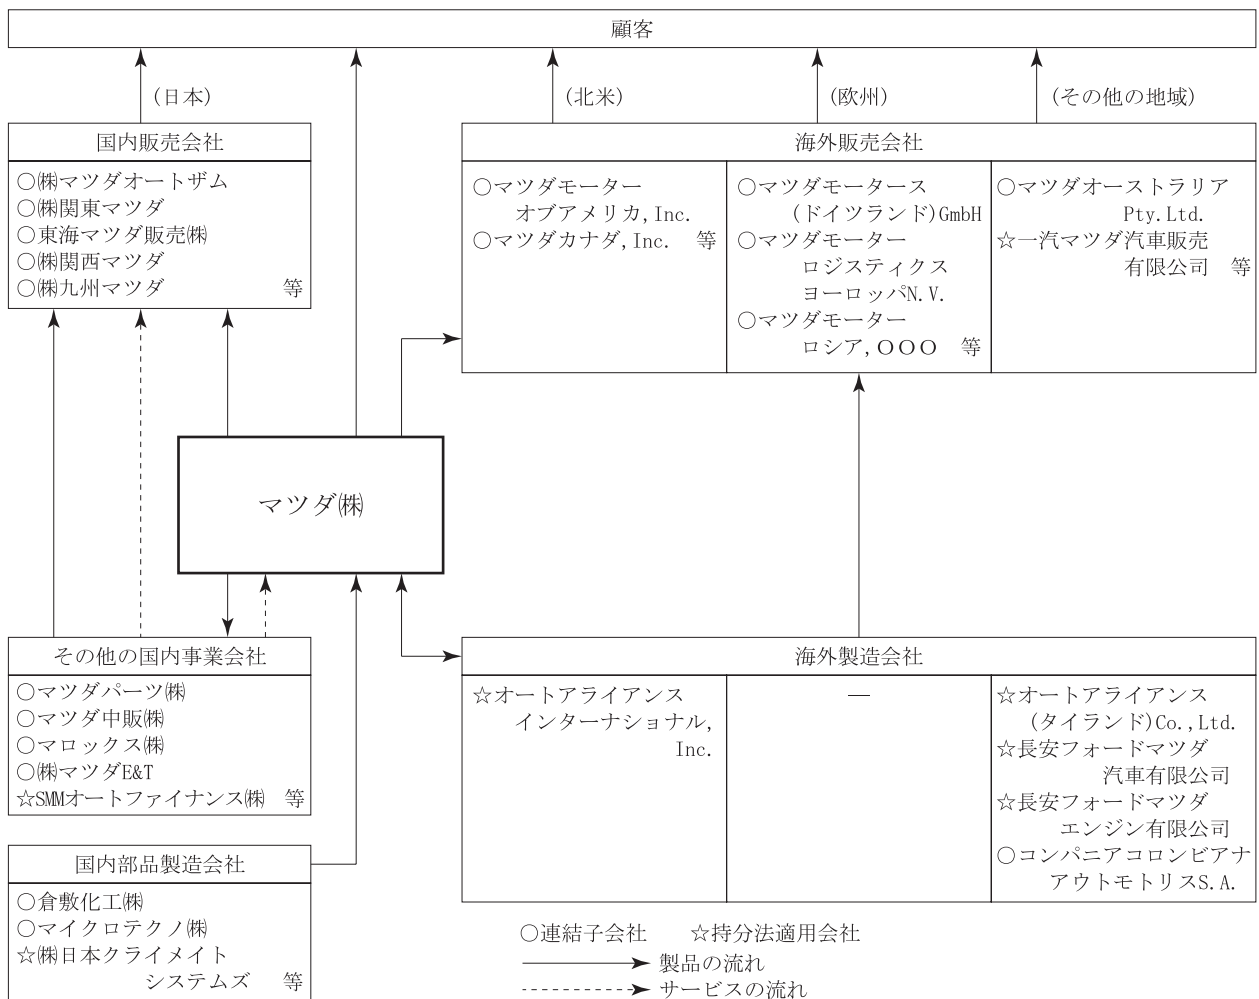 顧客
(日本)
(北米)
(欧州)
(その他の地域)
国内販売会社
○㈱マツダオートザム
○㈱関東マツダ
○東海マツダ販売㈱
○㈱関西マツダ
○㈱九州マツダ 等
海外販売会社
○マツダモーター
オブアメリカ,Inc.
○マツダカナダ,Inc. 等
○マツダモータース
(ドイツランド)GmbH
○マツダモーター
ロジスティクス
ヨーロッパN.V.
○マツダモーター
ロシア,OOO 等
○マツダオーストラリア
Pty.Ltd.
☆一汽マツダ汽車販売
有限公司 等
マツダ㈱
その他の国内事業会社
○マツダパーツ㈱
○マツダ中販㈱
○マロックス㈱
○㈱マツダE&T
☆SMMオートファイナンス㈱ 等
海外製造会社
☆オートアライアンス
インターナショナル,
Inc.
―
☆オートアライアンス
(タイランド)Co.,Ltd.
☆長安フォードマツダ
汽車有限公司
☆長安フォードマツダ
エンジン有限公司
○コンパニアコロンビアナ
アウトモトリスS.A.
国内部品製造会社
○倉敷化工㈱
○マイクロテクノ㈱
☆㈱日本クライメイト
システムズ 等
○連結子会社 ☆持分法適用会社
製品の流れ
サービスの流れ